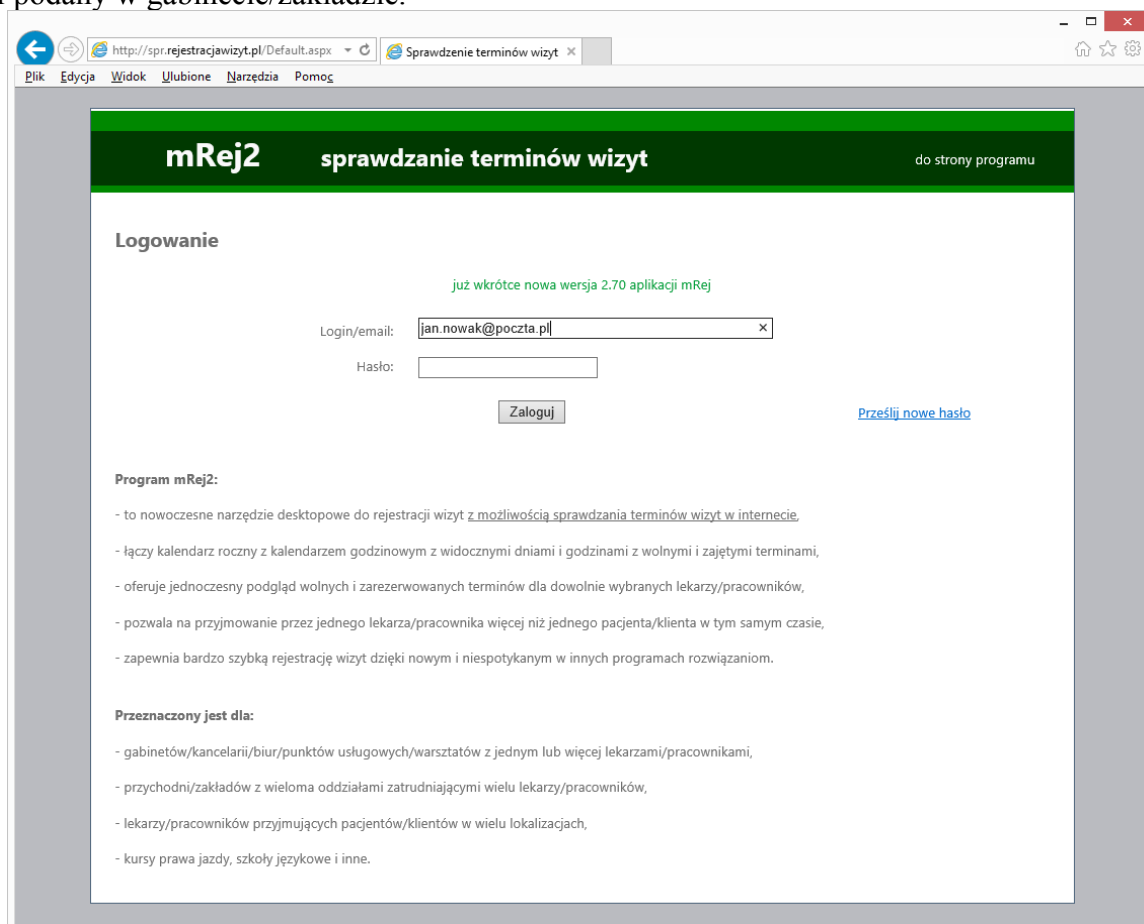 podany w gabinecie/zakładzie.
http://spr.rejestracjawizyt.pl/Default.aspx
Sprawdzenie terminów wizyt
Plik Edycja Widok Ulubione Narzędzia Pomoc
mRej2 sprawdzanie terminów wizyt do strony programu
Logowanie
już wkrótce nowa wersja 2.70 aplikacji mRej
Login/email: jan.nowak@poczta.pl
Hasło:
Zaloguj Prześlij nowe hasło
Program mRej2:
- to nowoczesne narzędzie desktopowe do rejestracji wizyt z możliwością sprawdzania terminów wizyt w internecie,
- łączy kalendarz roczny z kalendarzem godzinowym z widocznymi dniami i godzinami z wolnymi i zajętymi terminami,
- oferuje jednoczesny podgląd wolnych i zarezerwowanych terminów dla dowolnie wybranych lekarzy/pracowników,
- pozwala na przyjmowanie przez jednego lekarza/pracownika więcej niż jednego pacjenta/klienta w tym samym czasie,
- zapewnia bardzo szybką rejestrację wizyt dzięki nowym i niespotykanym w innych programach rozwiązaniom.
Przeznaczony jest dla:
- gabinetów/kancelarii/biur/punktów usługowych/warsztatów z jednym lub więcej lekarzami/pracownikami,
- przychodni/zakładów z wieloma oddziałami zatrudniającymi wielu lekarzy/pracowników,
- lekarzy/pracowników przyjmujących pacjentów/klientów w wielu lokalizacjach,
- kursy prawa jazdy, szkoły językowe i inne.